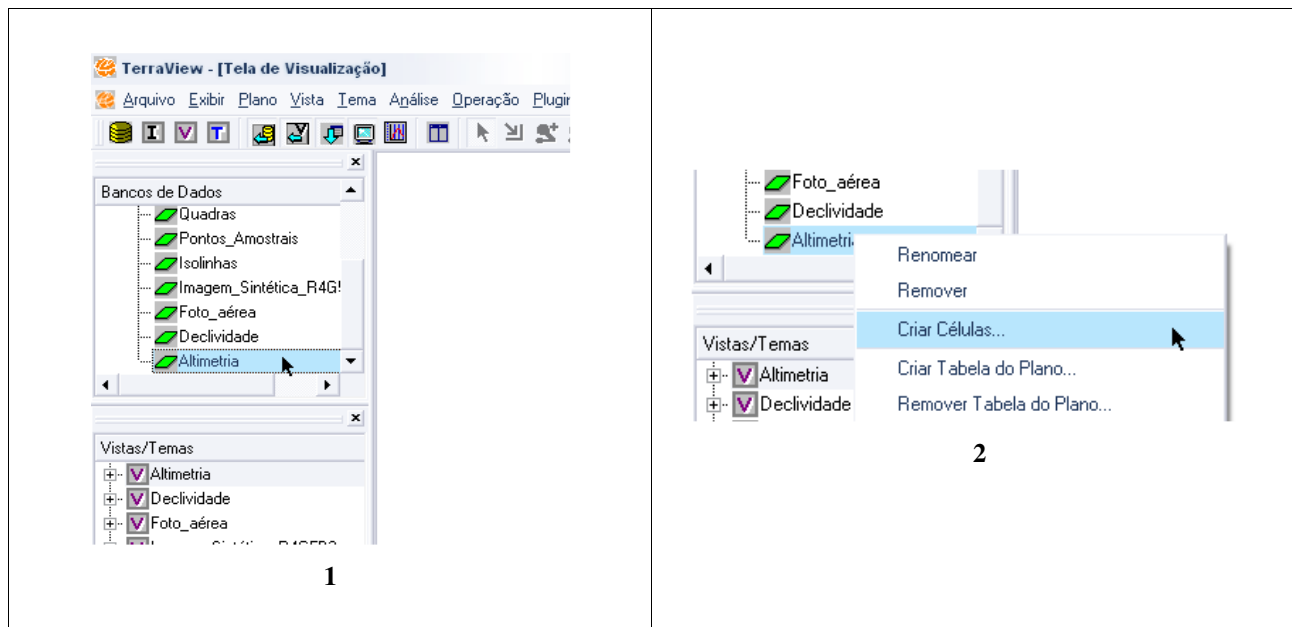 TerraView - [Tela de Visualização]
Arquivo Exibir Plano Vista Tema Análise Operação Plugin
Bancos de Dados
Quadras
Pontos_Amostrais
Isolinhas
Imagem_Sintética_R4G!
Foto_aérea
Declividade
Altimetria
Vistas/Temas
Altimetria
Declividade
Foto_aérea
1
Foto_aérea
Declividade
Altimetri
Renomear
Remover
Criar Células...
Criar Tabela do Plano...
Remover Tabela do Plano...
Vistas/Temas
Altimetria
Declividade
2